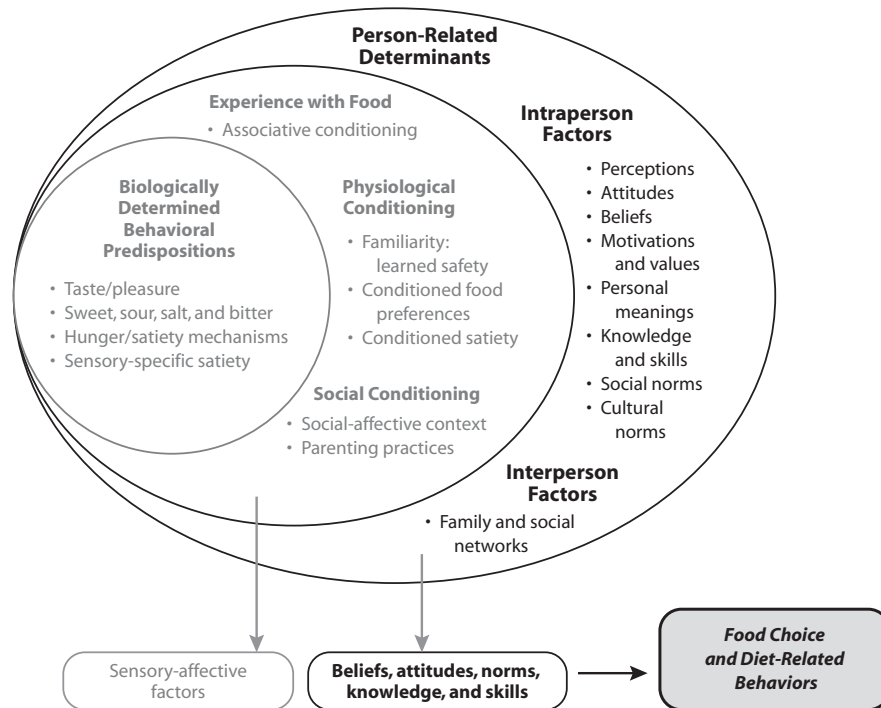 Person-Related
Determinants
Experience with Food
• Associative conditioning
Biologically
Determined
Behavioral
Predispositions
• Taste/pleasure
• Sweet, sour, salt, and bitter
• Hunger/satiety mechanisms
• Sensory-specific satiety
Physiological
Conditioning
• Familiarity:
learned safety
• Conditioned food
preferences
• Conditioned satiety
Social Conditioning
• Social-affective context
• Parenting practices
Intraperson
Factors
• Perceptions
• Attitudes
• Beliefs
• Motivations
and values
• Personal
meanings
• Knowledge
and skills
• Social norms
• Cultural
norms
Interperson
Factors
• Family and social
networks
Sensory-affective
factors
Beliefs, attitudes, norms,
knowledge, and skills
Food Choice
and Diet-Related
Behaviors